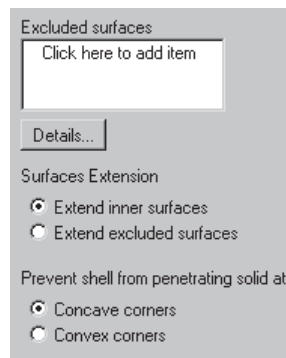 Excluded surfaces
Click here to add item
Details...
Surfaces Extension
Extend inner surfaces
Extend excluded surfaces
Prevent shell from penetrating solid at
Concave corners
Convex corners